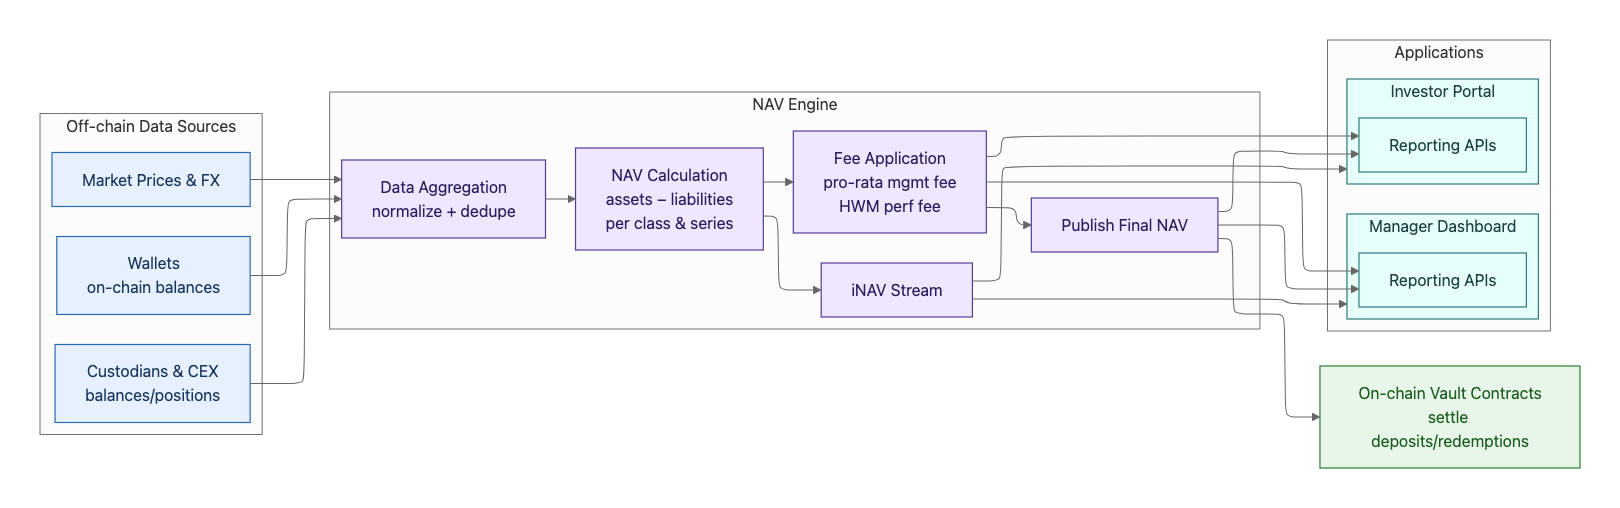 Off-chain Data Sources
Market Prices & FX
Wallets
on-chain balances
Custodians & CEX
balances/positions
NAV Engine
Data Aggregation
normalize + dedupe
NAV Calculation
assets – liabilities
per class & series
Fee Application
pro-rata mgmt fee
HWM perf fee
iNAV Stream
Publish Final NAV
Applications
Investor Portal
Reporting APIs
Manager Dashboard
Reporting APIs
On-chain Vault Contracts
settle
deposits/redemptions